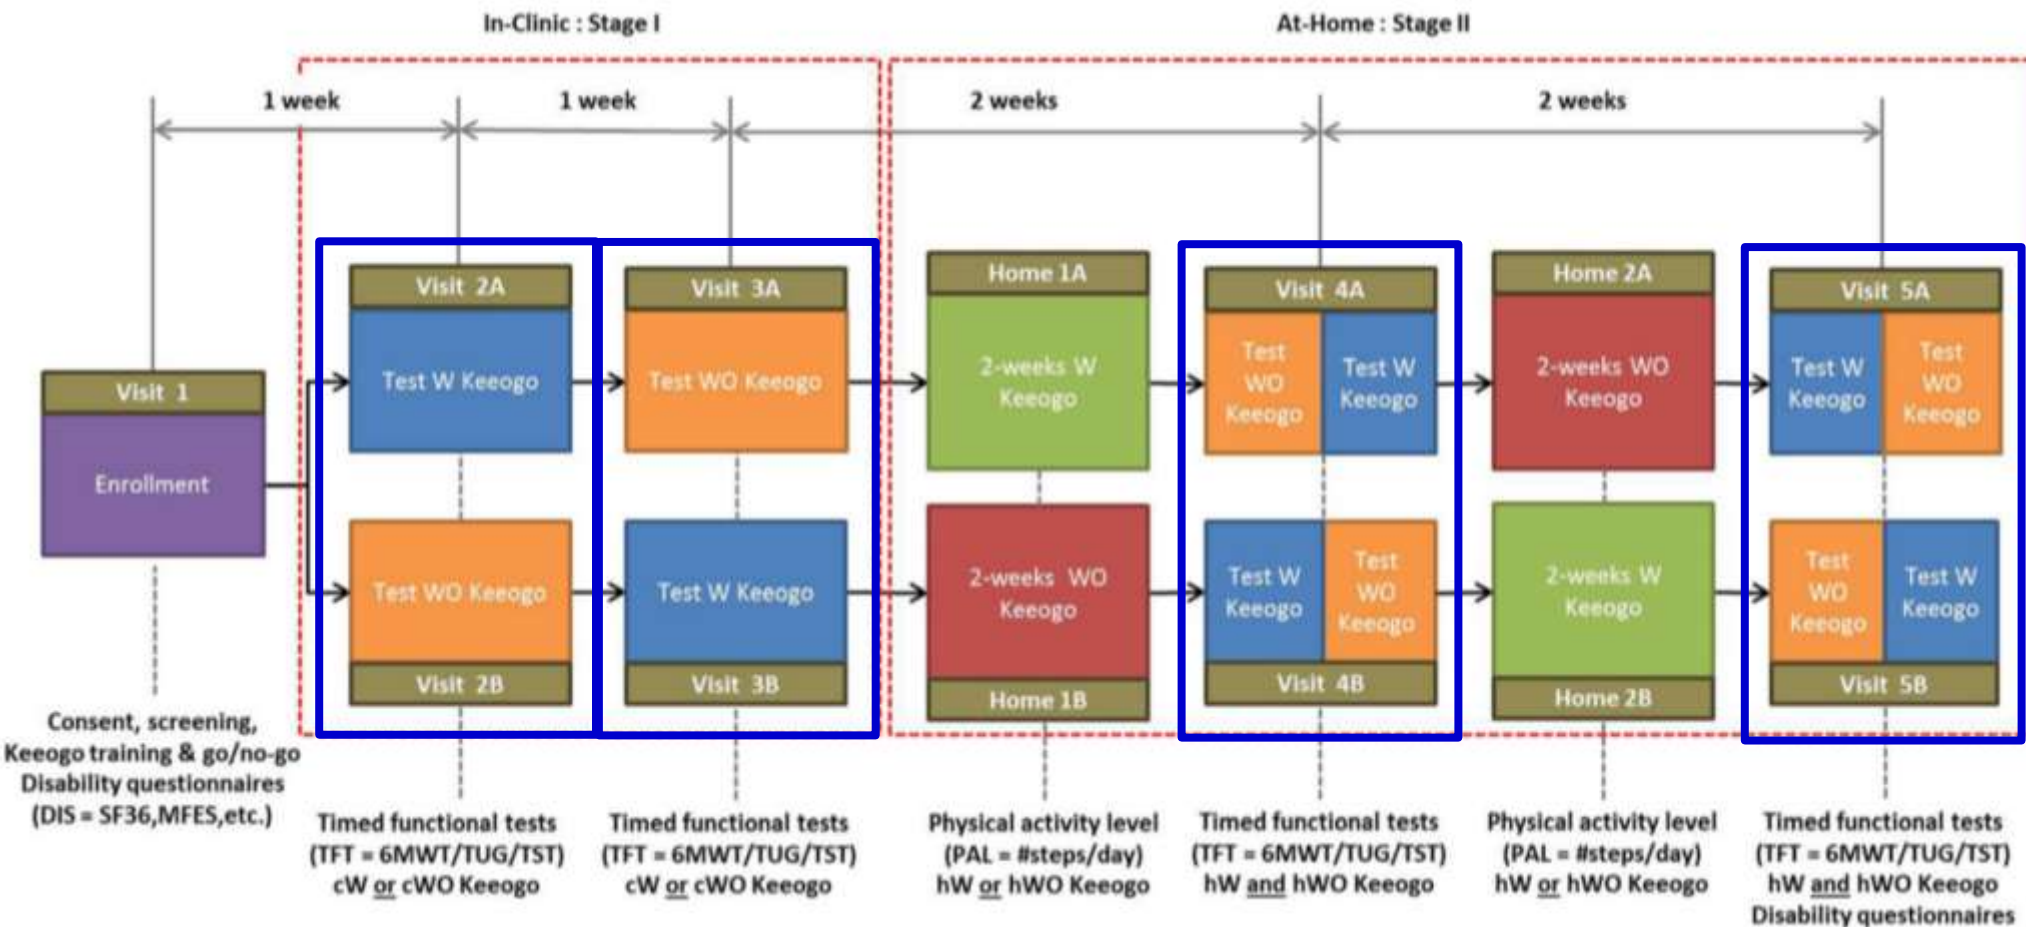 In-Clinic : Stage I
At-Home : Stage II
1 week
1 week
2 weeks
2 weeks
Visit 1
Enrollment
Consent, screening,
Keeogo training & go/no-go
Disability questionnaires
(DIS = SF36,MFES,etc.)
Visit 2A
Test W Keeogo
Test WO Keeogo
Visit 2B
Timed functional tests
(TFT = 6MWT/TUG/TST)
cW or cWO Keeogo
Visit 3A
Test WO Keeogo
Test W Keeogo
Visit 3B
Timed functional tests
(TFT = 6MWT/TUG/TST)
cW or cWO Keeogo
Home 1A
2-weeks W
Keeogo
2-weeks WO
Keeogo
Home 1B
Physical activity level
(PAL = #steps/day)
hW or hWO Keeogo
Visit 4A
Test
WO
Keeogo
Test W
Keeogo
Test W
Keeogo
Test
WO
Keeogo
Visit 4B
Timed functional tests
(TFT = 6MWT/TUG/TST)
hW and hWO Keeogo
Home 2A
2-weeks WO
Keeogo
2-weeks W
Keeogo
Home 2B
Physical activity level
(PAL = #steps/day)
hW or hWO Keeogo
Visit 5A
Test W
Keeogo
Test
WO
Keeogo
Test
WO
Keeogo
Test W
Keeogo
Visit 5B
Timed functional tests
(TFT = 6MWT/TUG/TST)
hW and hWO Keeogo
Disability questionnaires